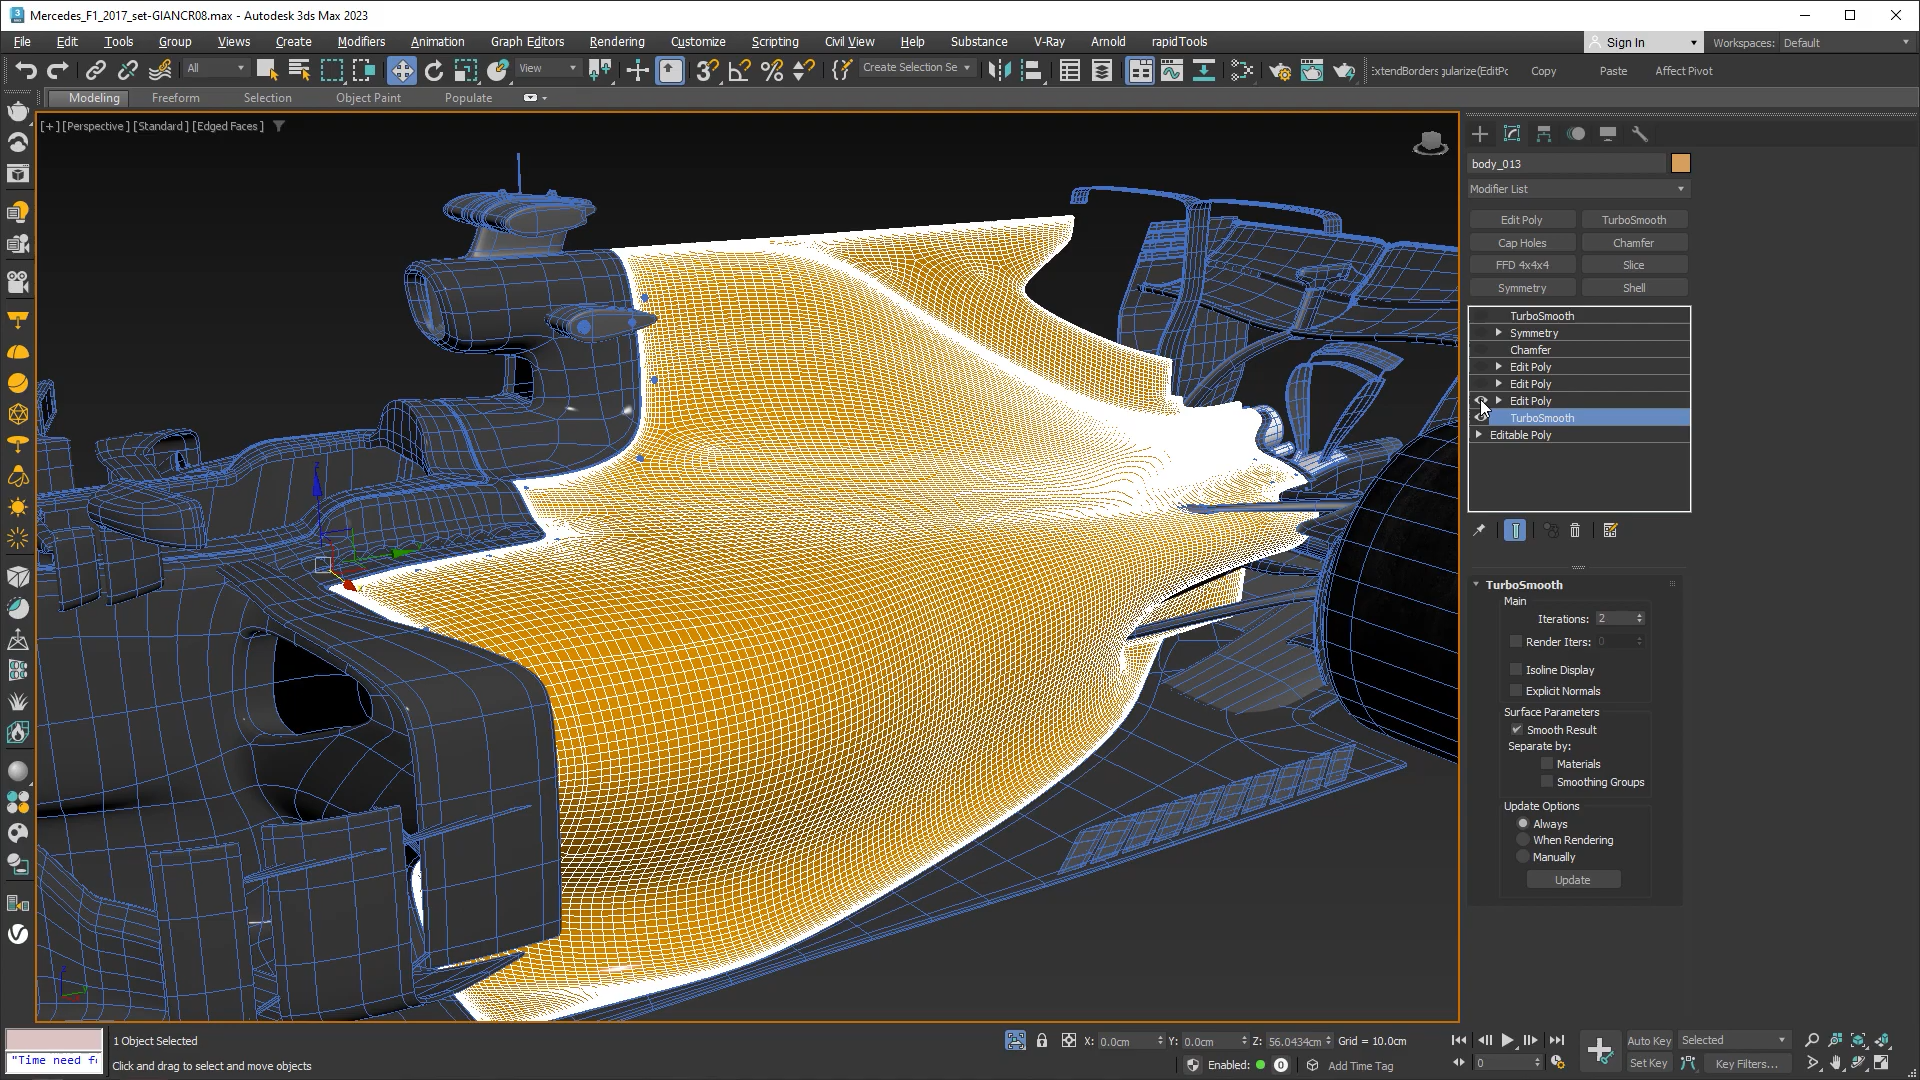 Mercedes_F1_2017_set-GIANCR08.max - Autodesk 3ds Max 2023
File Edit Tools Group Views Create Modifiers Animation Graph Editors Rendering Customize Scripting Civil View Help Substance V-Ray Arnold rapidTools Sign In Workspaces: Default
All View Create Selection Se ExtendBorders gularize(EditPc Copy Paste Affect Pivot
Modeling Freeform Selection Object Paint Populate
[+] [Perspective] [Standard] [Edged Faces]
body_013
Modifier List
Edit Poly TurboSmooth
Cap Holes Chamfer
FFD 4x4x4 Slice
Symmetry Shell
TurboSmooth
Symmetry
Chamfer
Edit Poly
Edit Poly
Edit Poly
TurboSmooth
Editable Poly
TurboSmooth
Main
Iterations: 2
Render Iters: 0
Isoline Display
Explicit Normals
Surface Parameters
Smooth Result
Separate by:
Materials
Smoothing Groups
Update Options
Always
When Rendering
Manually
Update
1 Object Selected X: 0.0cm Y: 0.0cm Z: 56.0434cm Grid = 10.0cm Auto Key Selected
"Time need f Click and drag to select and move objects Enabled: 0 Add Time Tag 0 Set Key Key Filters...